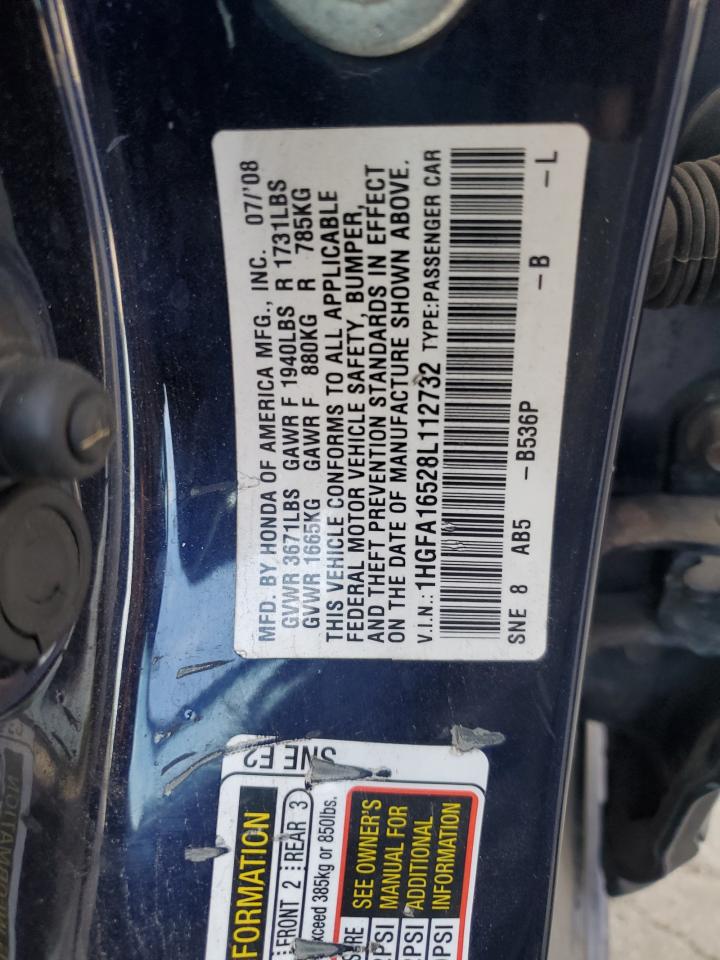 MFD. BY HONDA OF AMERICA MFG., INC. 07/'08
GVWR 3671LBS GAWR F 1940LBS R 1731LBS
GVWR 1665KG GAWR F 880KG R 785KG
THIS VEHICLE CONFORMS TO ALL APPLICABLE
FEDERAL MOTOR VEHICLE SAFETY, BUMPER,
AND THEFT PREVENTION STANDARDS IN EFFECT
ON THE DATE OF MANUFACTURE SHOWN ABOVE.
V.I.N.: 1HGFA16528L112732 TYPE:PASSENGER CAR
SNE 8 AB5 -B536P -B -L
FORMATION
FRONT 2 REAR 3
xceed 385kg or 850lbs.
SEE OWNER'S
MANUAL FOR
ADDITIONAL
INFORMATION
PSI
PSI
PSI